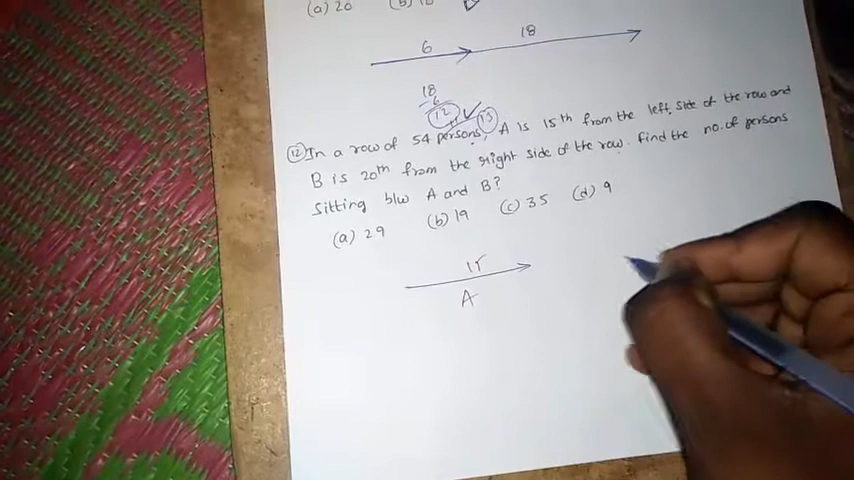 (a) 20 (b) 18
6 18
18
6
12 13
(12) In a row of 54 persons, A is 15th from the left side of the row and
B is 20th from the right side of the row. find the no. of persons
sitting b/w A and B?
(a) 29 (b) 19 (c) 35 (d) 9
15
A